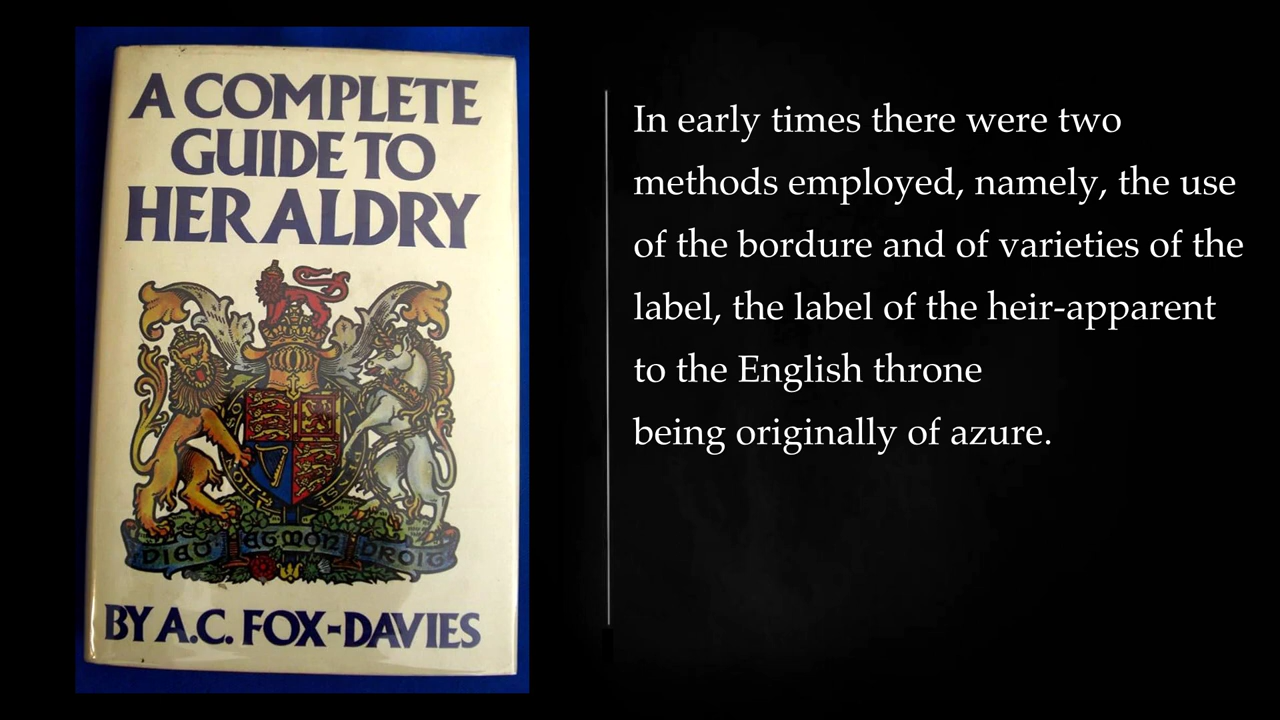 A COMPLETE
GUIDE TO
HERALDRY
DIEU ET MON DROIT
BY A.C. FOX-DAVIES
In early times there were two
methods employed, namely, the use
of the bordure and of varieties of the
label, the label of the heir-apparent
to the English throne
being originally of azure.